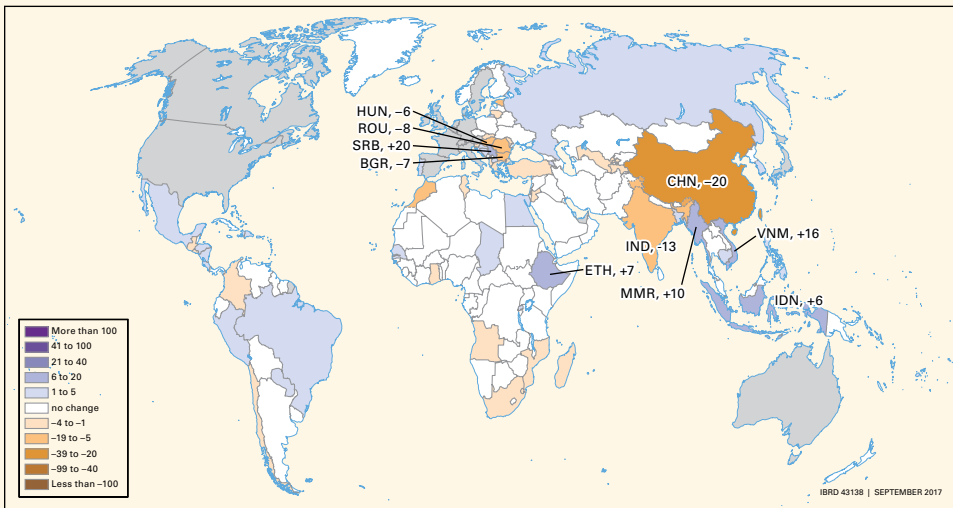 HUN, –6
ROU, –8
SRB, +20
BGR, –7
CHN, –20
VNM, +16
IND, -13
ETH, +7
MMR, +10
IDN, +6
More than 100
41 to 100
21 to 40
6 to 20
1 to 5
no change
–4 to –1
–19 to –5
–39 to –20
–99 to –40
Less than –100
IBRD 43138 | SEPTEMBER 2017